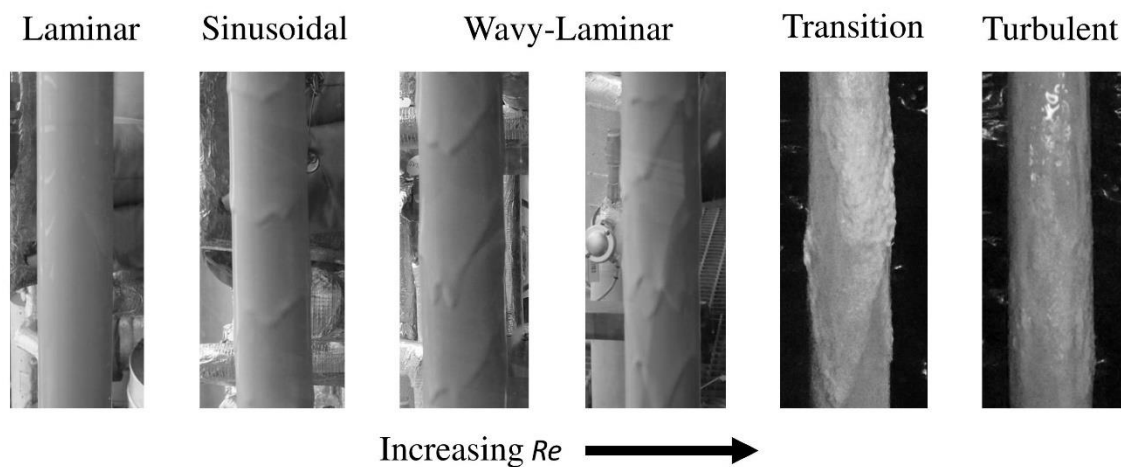 Laminar
Sinusoidal
Wavy-Laminar
Transition
Turbulent
Increasing Re